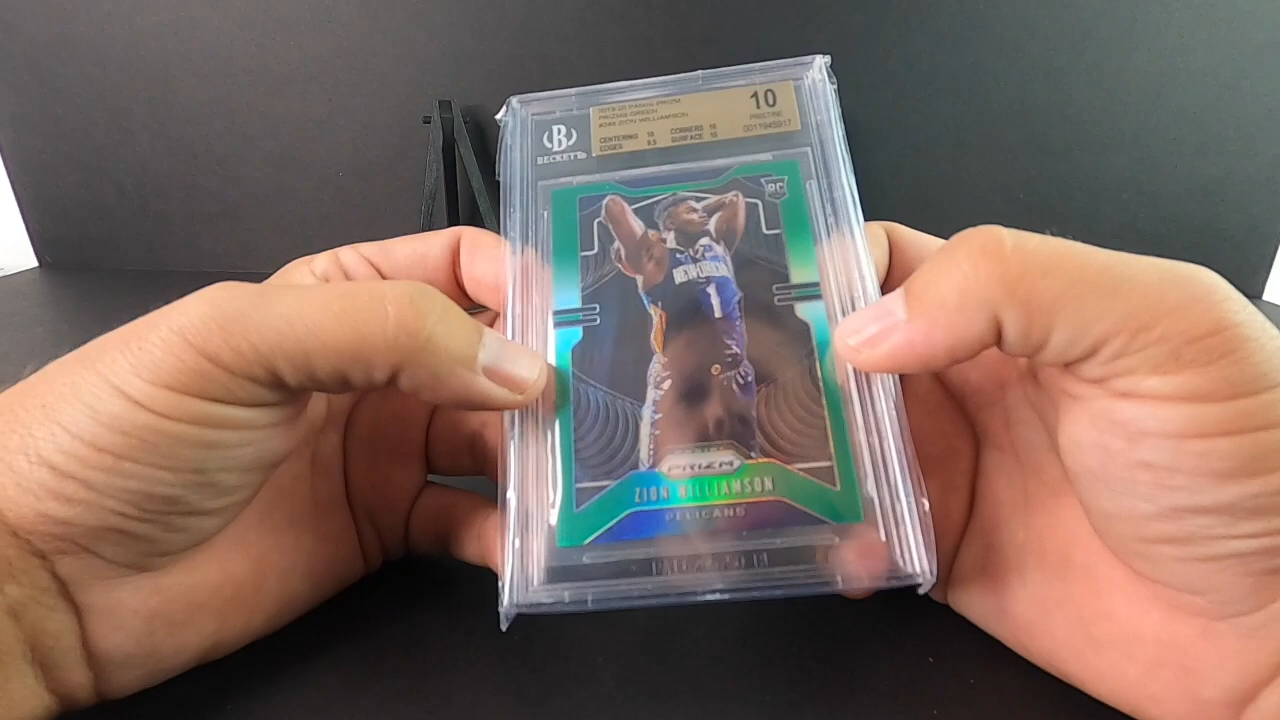 2019-20 PANINI PRIZM
PRIZMS GREEN
#248 ZION WILLIAMSON
CENTERING 10 CORNERS 10
EDGES 9.5 SURFACE 10
10
PRISTINE
0011945917
B
BECKETT
RC
NEW ORLEANS
1
PRIZM
ZION WILLIAMSON
PELICANS